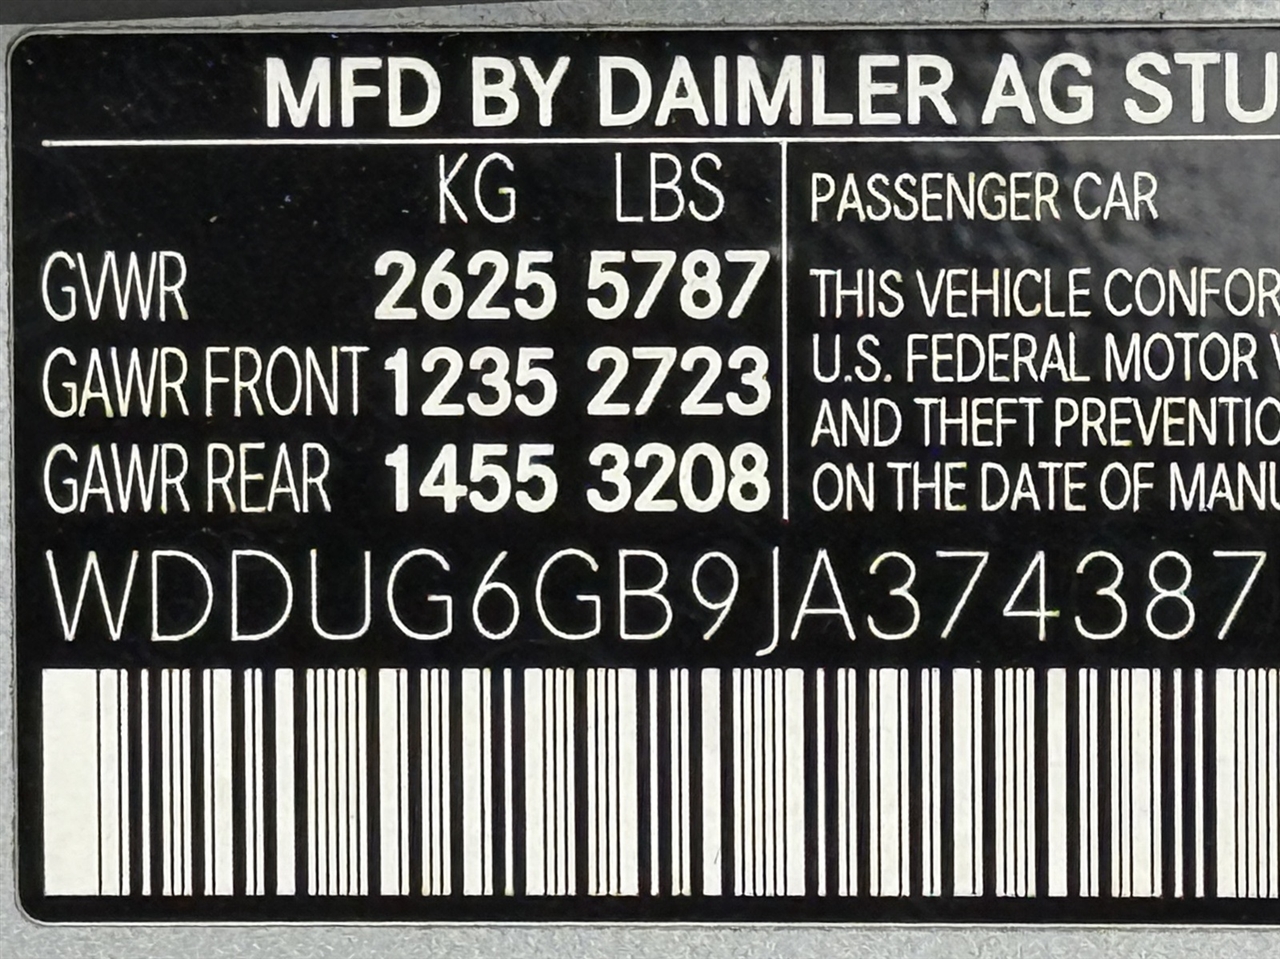 MFD BY DAIMLER AG STU
KG LBS
GVWR 2625 5787
GAWR FRONT 1235 2723
GAWR REAR 1455 3208
PASSENGER CAR
THIS VEHICLE CONFOR
U.S. FEDERAL MOTOR V
AND THEFT PREVENTIO
ON THE DATE OF MANU
WDDUG6GB9JA374387